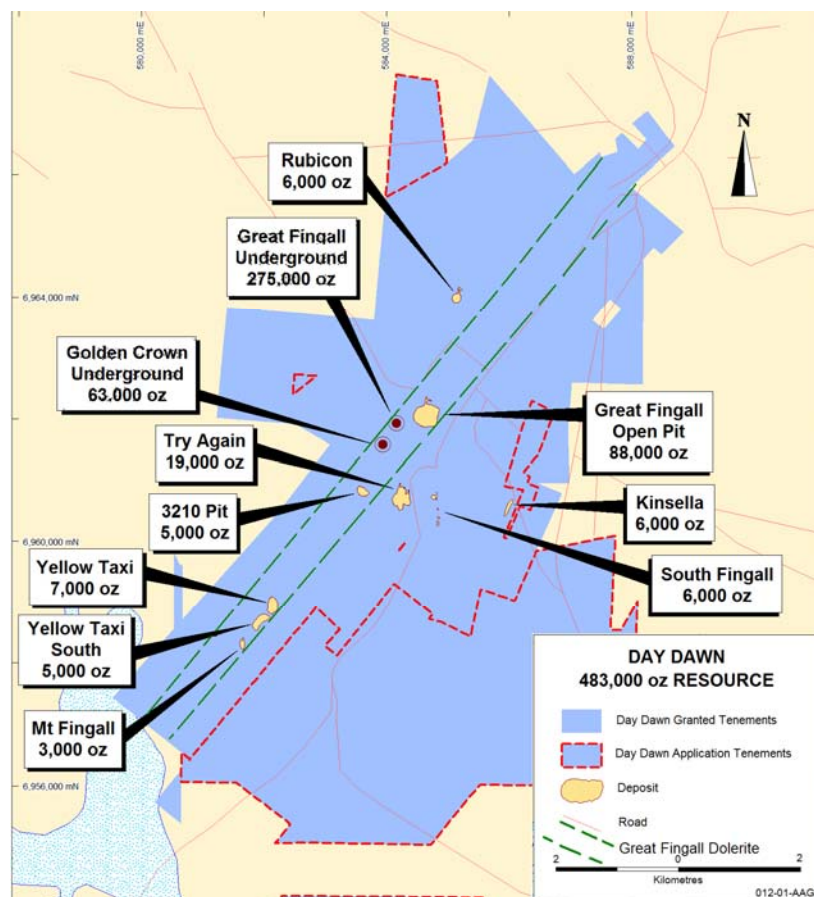 580,000 mE
584,000 mE
588,000 mE
N
Rubicon
6,000 oz
Great Fingall
Underground
275,000 oz
6,964,000 mN
Golden Crown
Underground
63,000 oz
Great Fingall
Open Pit
88,000 oz
Try Again
19,000 oz
3210 Pit
5,000 oz
Kinsella
6,000 oz
6,960,000 mN
Yellow Taxi
7,000 oz
South Fingall
6,000 oz
Yellow Taxi
South
5,000 oz
Mt Fingall
3,000 oz
6,956,000 mN
DAY DAWN
483,000 oz RESOURCE
Day Dawn Granted Tenements
Day Dawn Application Tenements
Deposit
Road
Great Fingall Dolerite
2 0 2
Kilometres
012-01-AAG